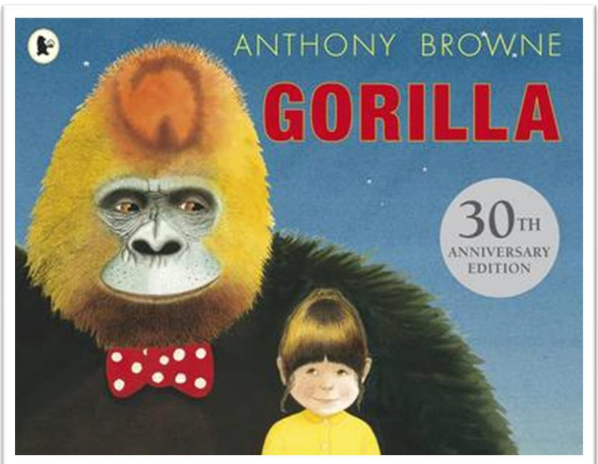 ANTHONY BROWNE
GORILLA
30TH
ANNIVERSARY
EDITION